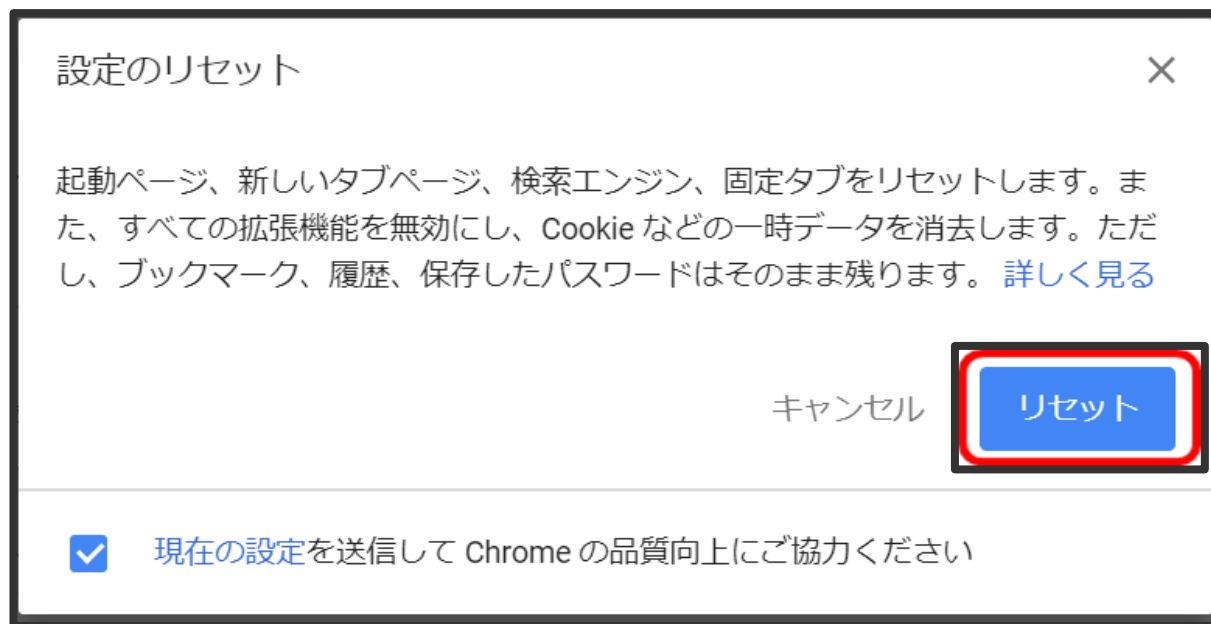 設定のリセット
起動ページ、新しいタブページ、検索エンジン、固定タブをリセットします。ま
た、すべての拡張機能を無効にし、Cookie などの一時データを消去します。ただ
し、ブックマーク、履歴、保存したパスワードはそのまま残ります。 詳しく見る
キャンセル リセット
現在の設定を送信して Chrome の品質向上にご協力ください